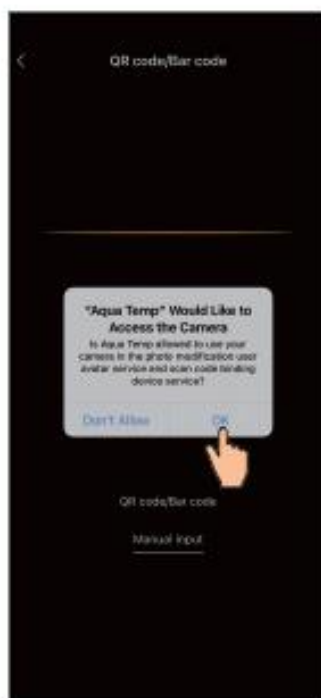 QR code/Bar code
"Aqua Temp" Would Like to
Access the Camera
Is Aqua Temp allowed to use your
camera in the photo modification user
avatar service and scan code binding
device service?
Don't Allow
OK
QR code/Bar code
Manual input